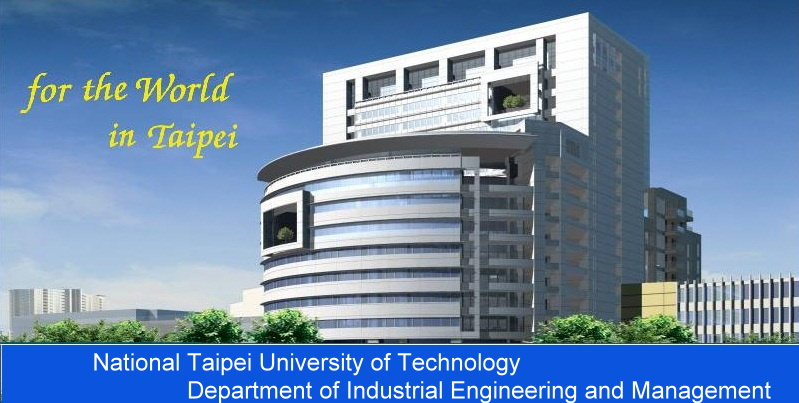 for the World
in Taipei
National Taipei University of Technology
Department of Industrial Engineering and Management